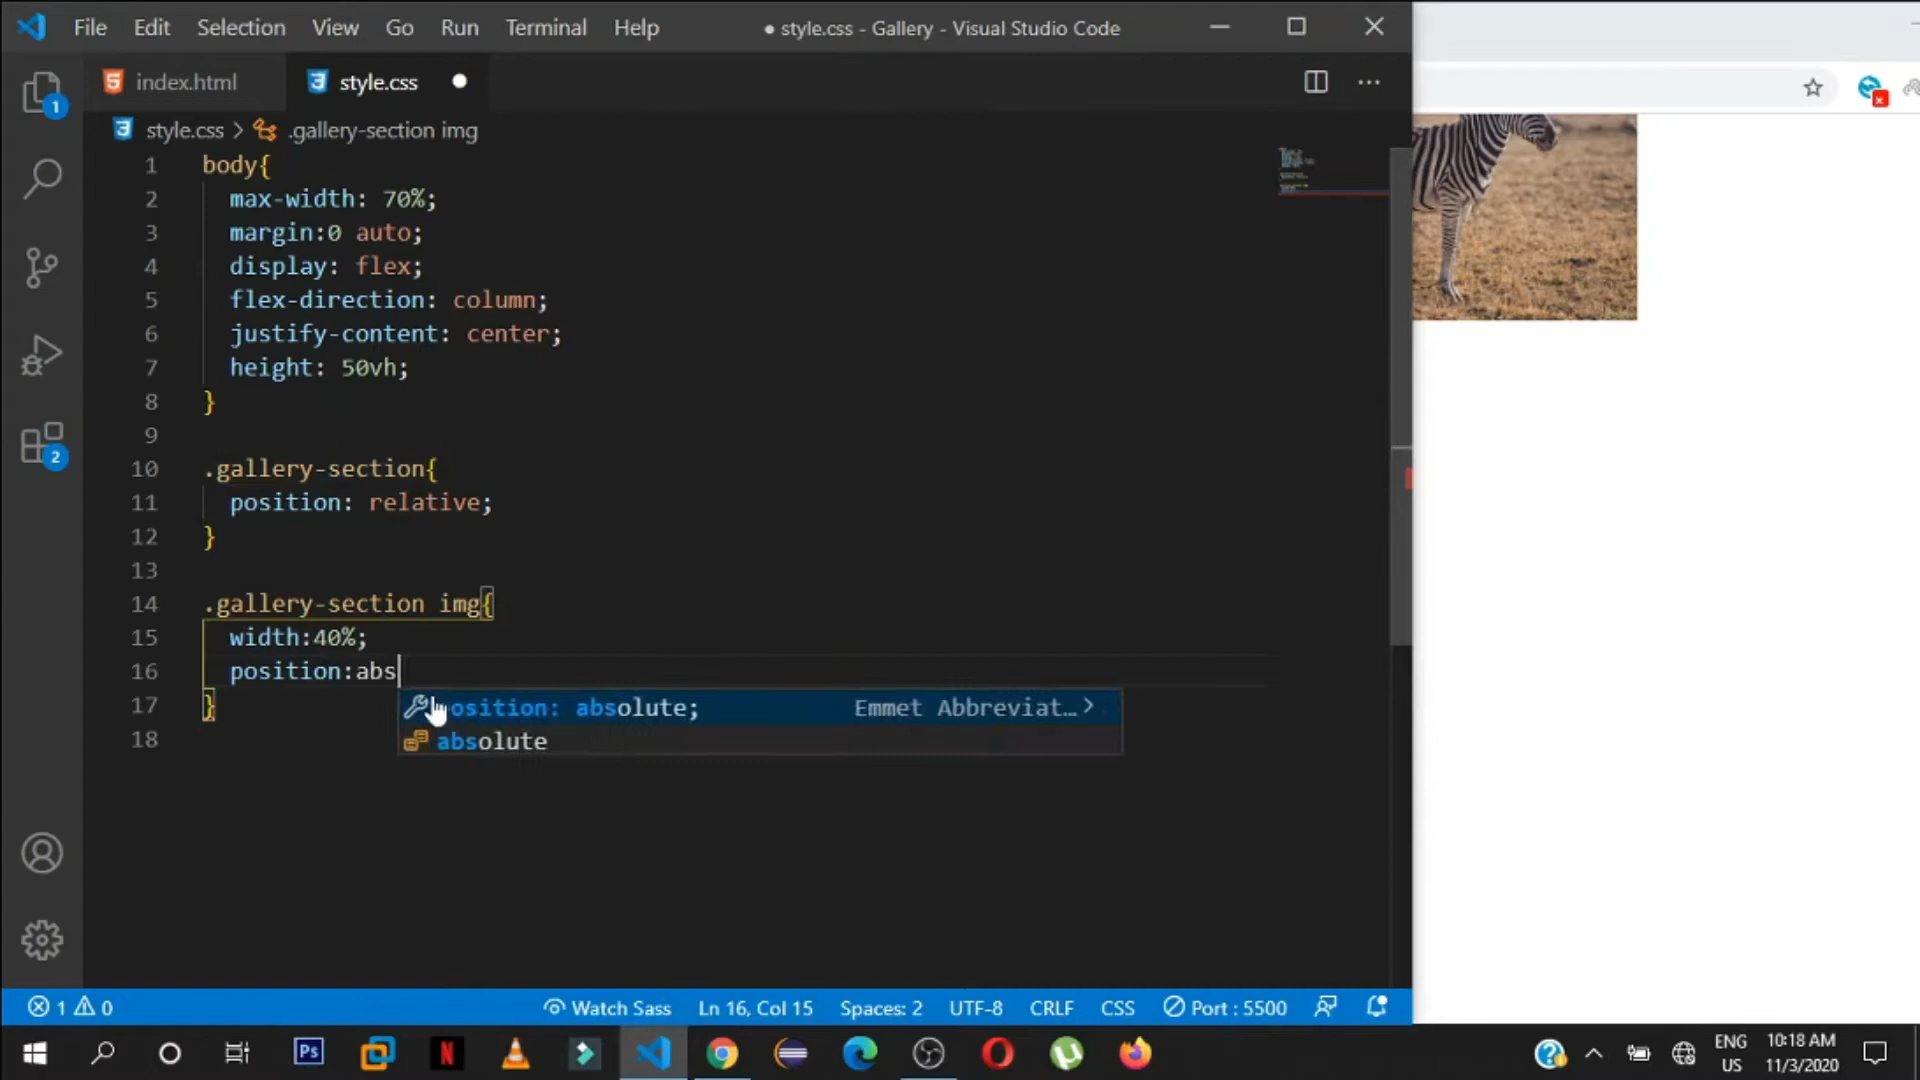 File Edit Selection View Go Run Terminal Help
● style.css - Gallery - Visual Studio Code
index.html
style.css ●
style.css > .gallery-section img
1 body{
2 max-width: 70%;
3 margin:0 auto;
4 display: flex;
5 flex-direction: column;
6 justify-content: center;
7 height: 50vh;
8 }
9
10 .gallery-section{
11 position: relative;
12 }
13
14 .gallery-section img{
15 width:40%;
16 position:abs
position: absolute; Emmet Abbreviat…
17 }
absolute
18
1
2
1 0
Watch Sass Ln 16, Col 15 Spaces: 2 UTF-8 CRLF CSS Port : 5500
Ps
N
ENG
US
10:18 AM
11/3/2020